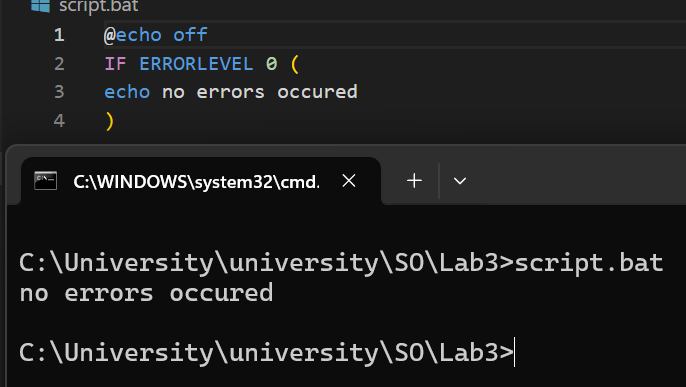 script.bat
1 @echo off
2 IF ERRORLEVEL 0 (
3 echo no errors occured
4 )
C:\WINDOWS\system32\cmd.
C:\University\university\SO\Lab3>script.bat
no errors occured
C:\University\university\SO\Lab3>